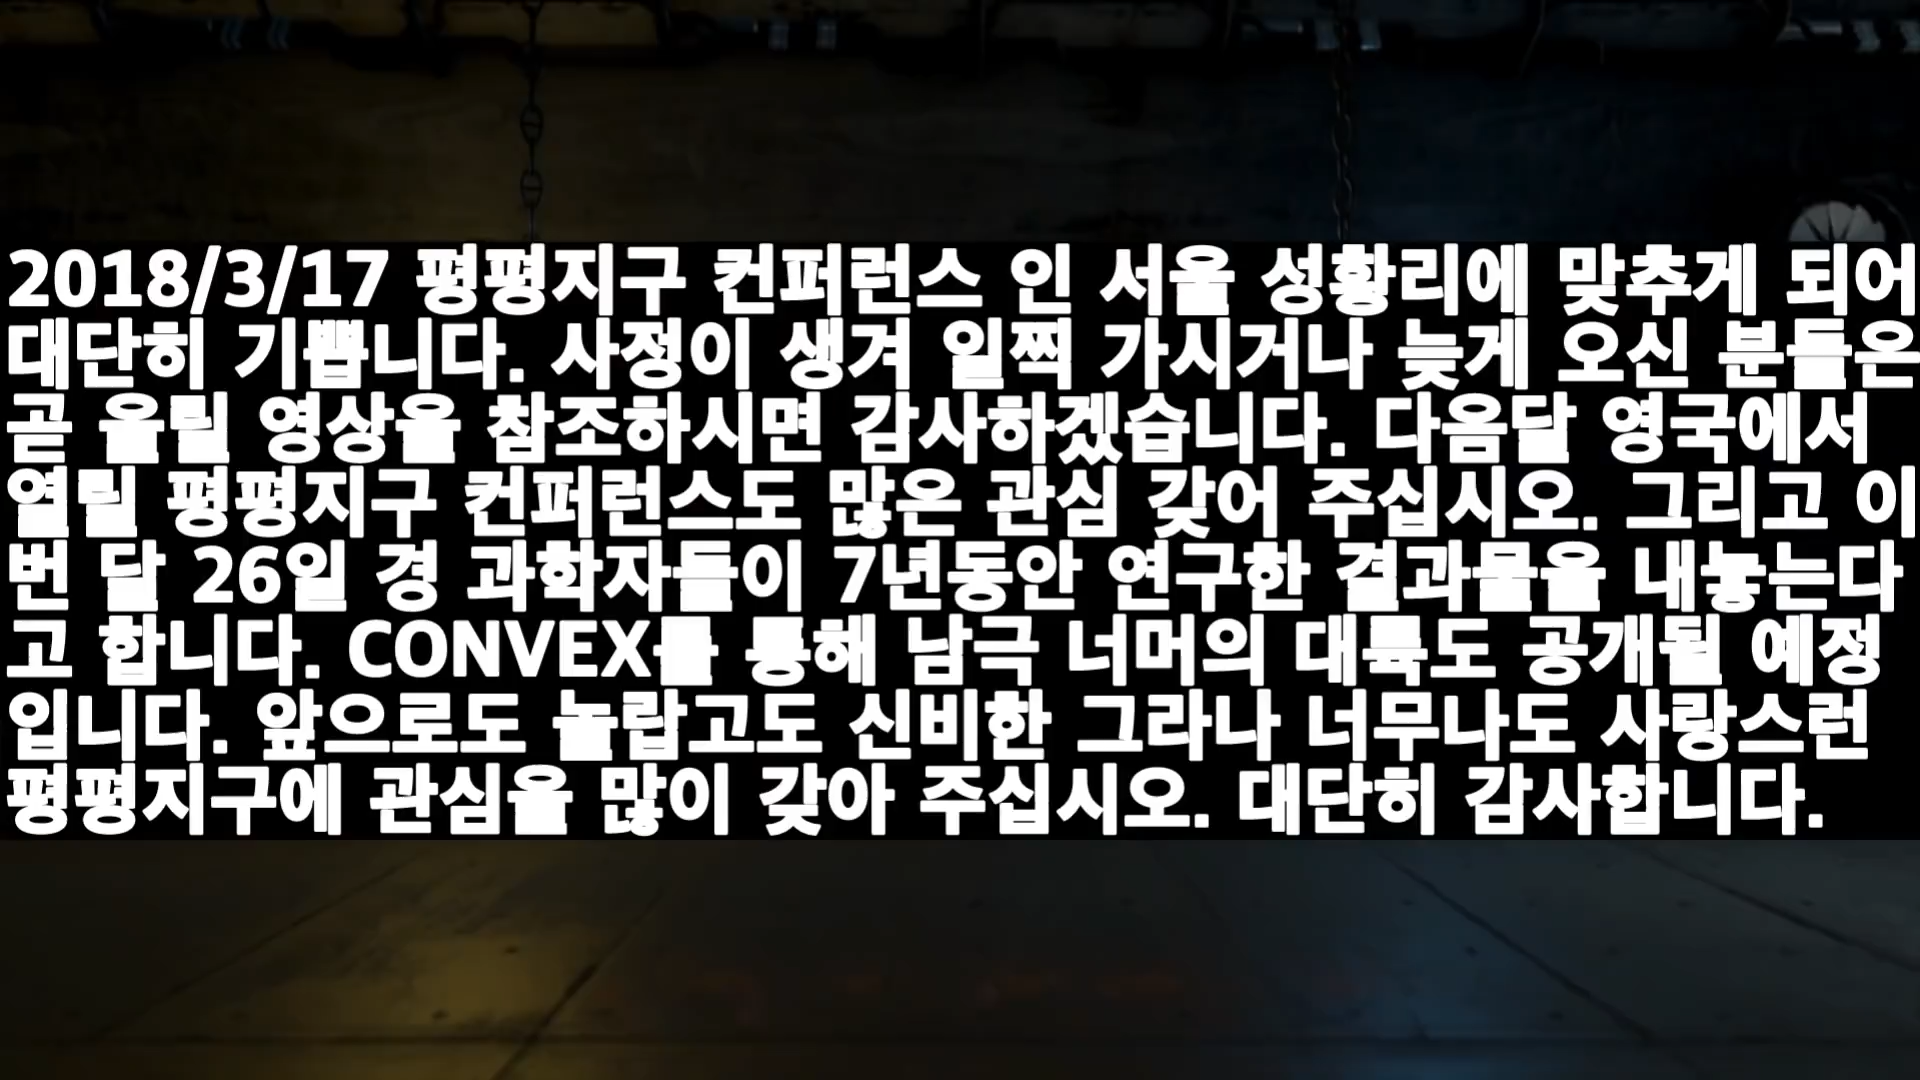 2018/3/17 평평지구 컨퍼런스 인 서울 성황리에 맞추게 되어
대단히 기쁩니다. 사정이 생겨 일찍 가시거나 늦게 오신 분들은
곧 올릴 영상을 참조하시면 감사하겠습니다. 다음달 영국에서
열릴 평평지구 컨퍼런스도 많은 관심 갖어 주십시오. 그리고 이
번 달 26일 경 과학자들이 7년동안 연구한 결과물을 내놓는다
고 합니다. CONVEX를 통해 남극 너머의 대륙도 공개될 예정
입니다. 앞으로도 놀랍고도 신비한 그라나 너무나도 사랑스런
평평지구에 관심을 많이 갖아 주십시오. 대단히 감사합니다.